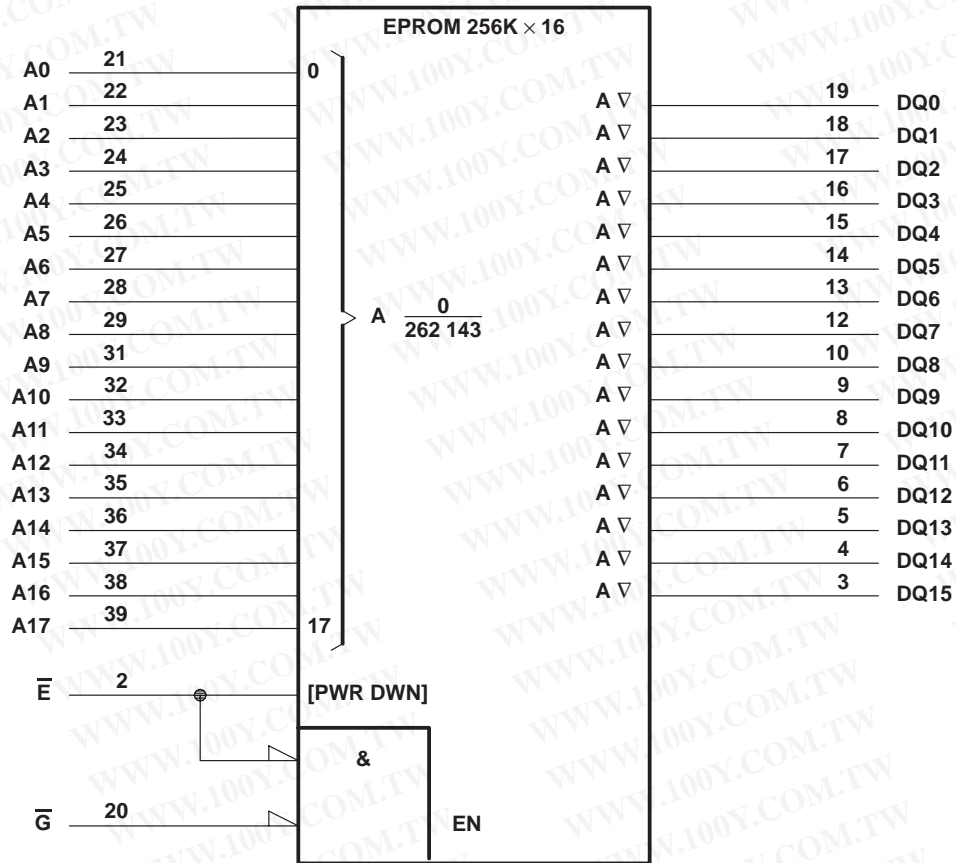 EPROM 256K × 16
A0 21 0
A1 22 A ∇ 19 DQ0
A2 23 A ∇ 18 DQ1
A3 24 A ∇ 17 DQ2
A4 25 A ∇ 16 DQ3
A5 26 A ∇ 15 DQ4
A6 27 A ∇ 14 DQ5
A7 28 A ∇ 13 DQ6
A 0
262 143
A8 29 A ∇ 12 DQ7
A9 31 A ∇ 10 DQ8
A10 32 A ∇ 9 DQ9
A11 33 A ∇ 8 DQ10
A12 34 A ∇ 7 DQ11
A13 35 A ∇ 6 DQ12
A14 36 A ∇ 5 DQ13
A15 37 A ∇ 4 DQ14
A16 38 A ∇ 3 DQ15
A17 39 17
E̅ 2 [PWR DWN]
&
G̅ 20 EN
WWW.100Y.COM.TW